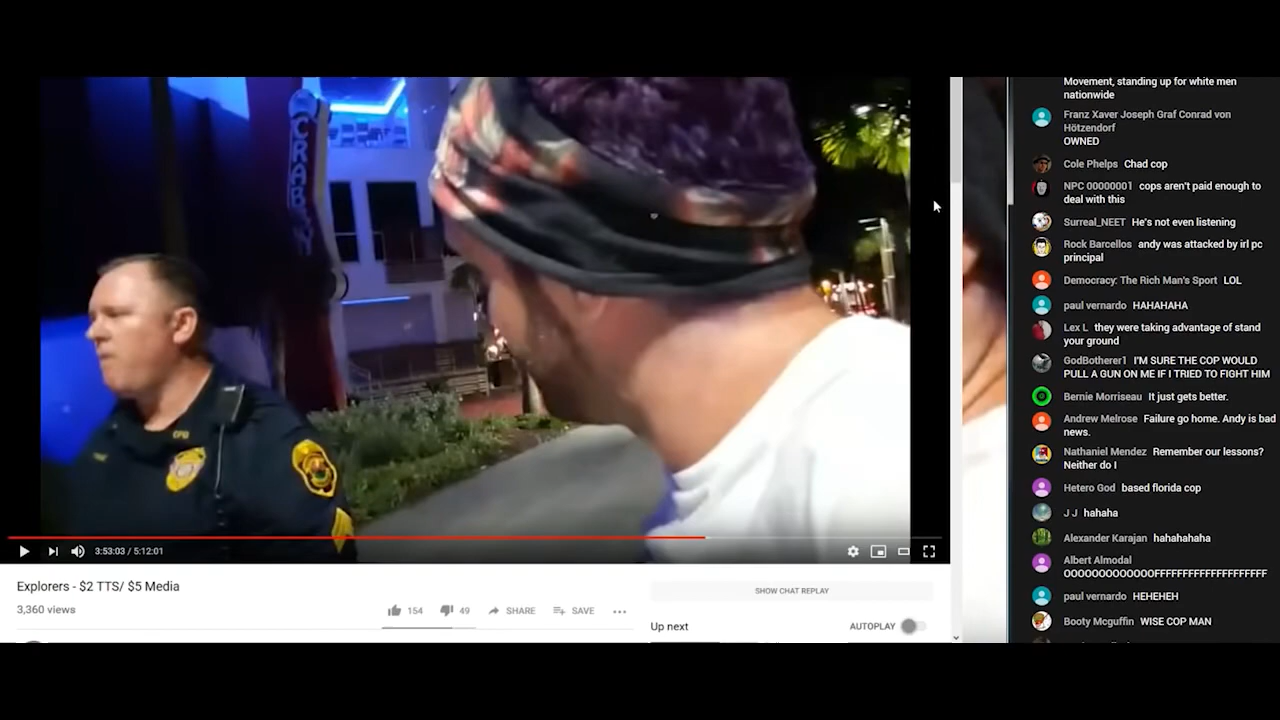 CRABBY
CPD
3:53:03 / 5:12:01
Explorers - $2 TTS/ $5 Media
3,360 views
154
49
SHARE
SAVE
SHOW CHAT REPLAY
Up next
AUTOPLAY
Movement, standing up for white men
nationwide
Franz Xaver Joseph Graf Conrad von
Hötzendorf
OWNED
Cole Phelps Chad cop
NPC 00000001 cops aren't paid enough to
deal with this
Surreal_NEET He's not even listening
Rock Barcellos andy was attacked by irl pc
principal
Democracy: The Rich Man's Sport LOL
paul vernardo HAHAHAHA
Lex L they were taking advantage of stand
your ground
GodBotherer1 I'M SURE THE COP WOULD
PULL A GUN ON ME IF I TRIED TO FIGHT HIM
Bernie Morriseau It just gets better.
Andrew Melrose Failure go home. Andy is bad
news.
Nathaniel Mendez Remember our lessons?
Neither do I
Hetero God based florida cop
J J hahaha
Alexander Karajan hahahahaha
Albert Almodal
OOOOOOOOOOOOOFFFFFFFFFFFFFFFFFFF
paul vernardo HEHEHEH
Booty Mcguffin WISE COP MAN